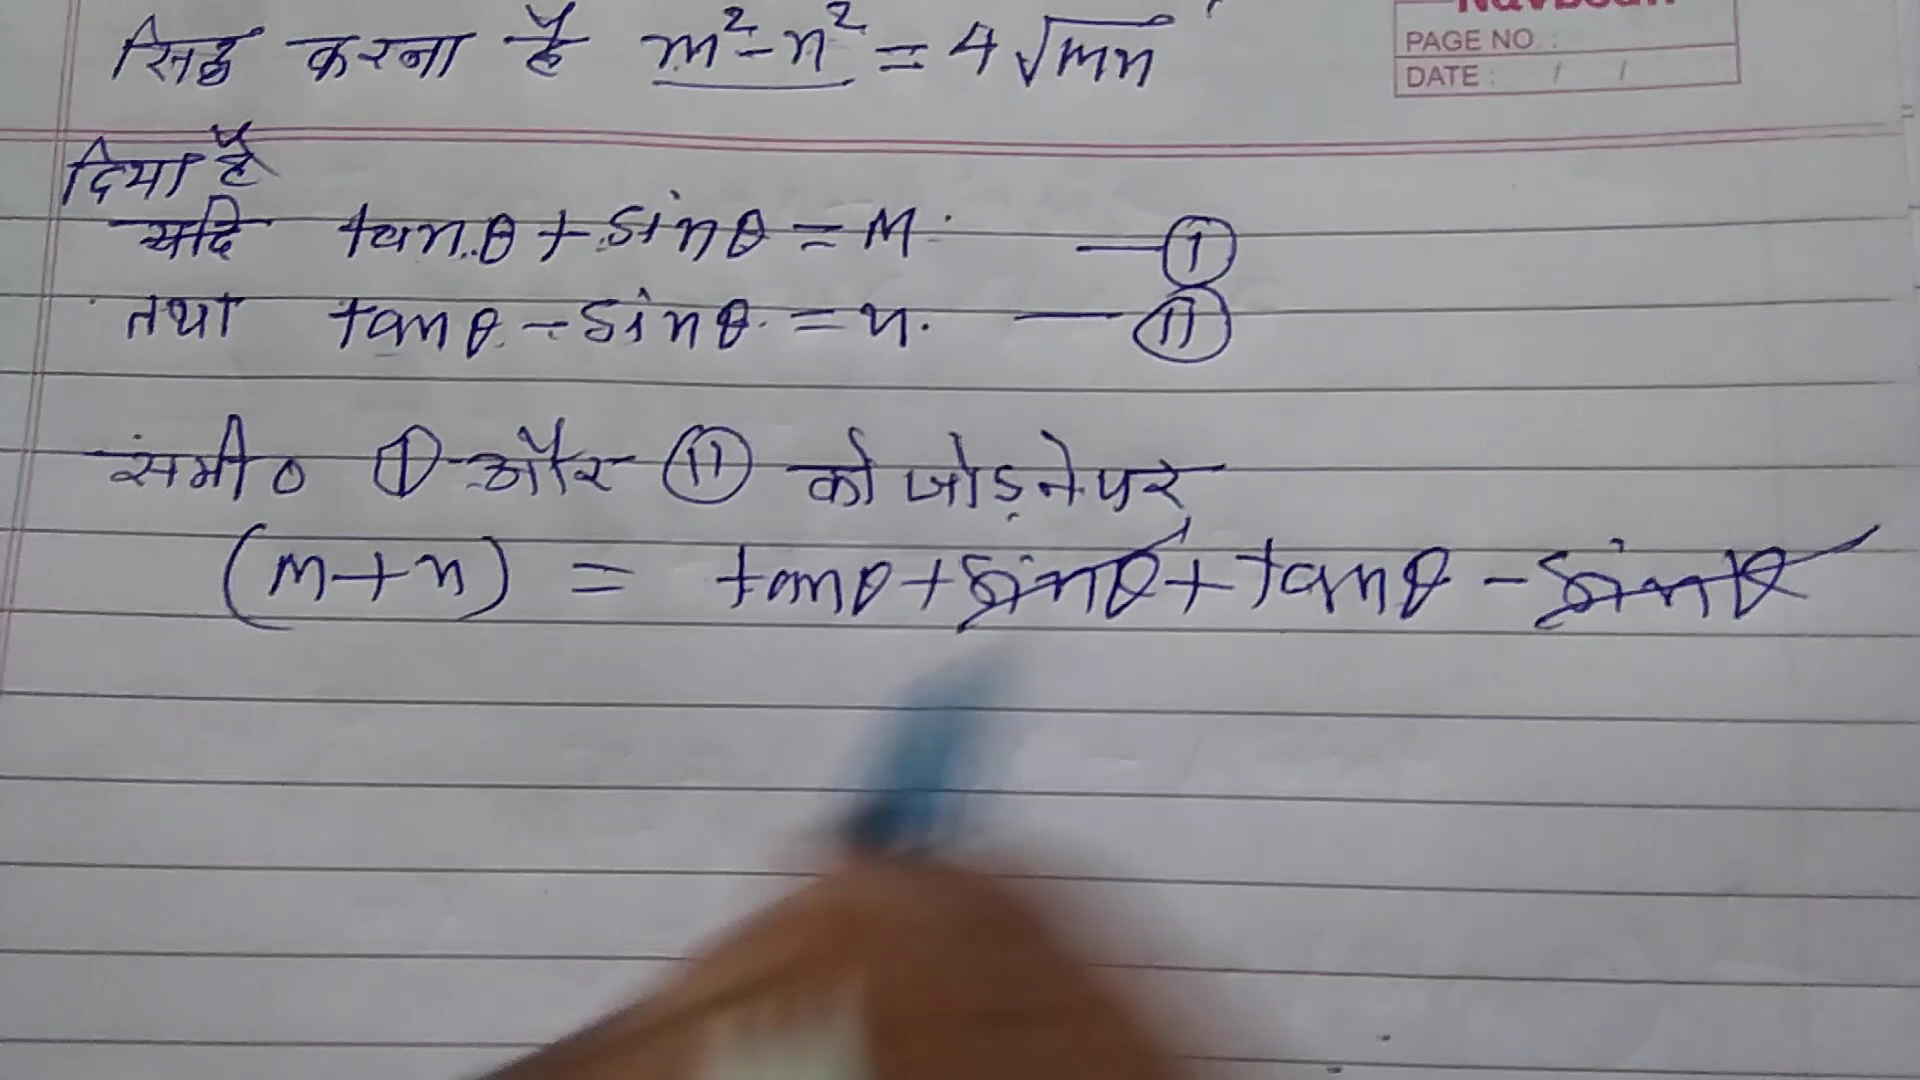 सिद्ध करना है m²-n² = 4√mn
PAGE NO. :
DATE : / /
दिया है
यदि tanθ + sinθ = M. —(I)
तथा tanθ - sinθ = n. —(II)
समी० (I) और (II) को जोड़ने पर
(m+n) = tanθ + sinθ + tanθ - sinθ